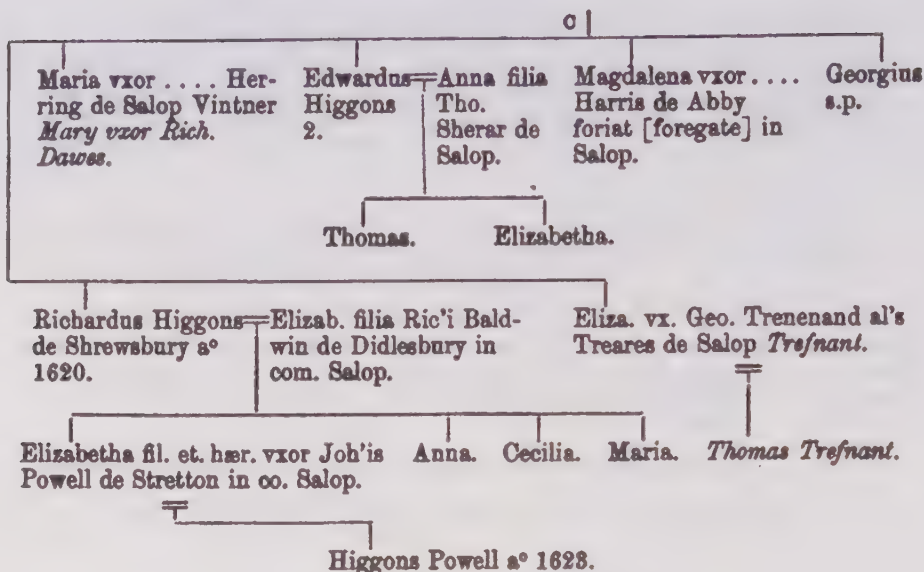 C
Maria vxor .... Her-
ring de Salop Vintner
Mary vxor Rich.
Dawes.
Edwardus
Higgons
2.
Anna filia
Tho.
Sherar de
Salop.
Magdalena vxor ....
Harris de Abby
foriat [foregate] in
Salop.
Georgius
s.p.
Thomas.
Elizabetha.
Richardus Higgons
de Shrewsbury aº
1620.
Elizab. filia Ric'i Bald-
win de Didlesbury in
com. Salop.
Eliza. vx. Geo. Trenenand al's
Treares de Salop Trefnant.
Elizabetha fil. et. hær. vxor Joh'is
Powell de Stretton in co. Salop.
Anna.
Cecilia.
Maria.
Thomas Trefnant.
Higgons Powell aº 1623.